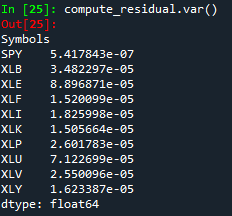 In [25]: compute_residual.var()
Out[25]:
Symbols
SPY    5.417843e-07
XLB    3.482297e-05
XLE    8.896871e-05
XLF    1.520099e-05
XLI    1.825998e-05
XLK    1.505664e-05
XLP    2.601783e-05
XLU    7.122699e-05
XLV    2.550096e-05
XLY    1.623387e-05
dtype: float64